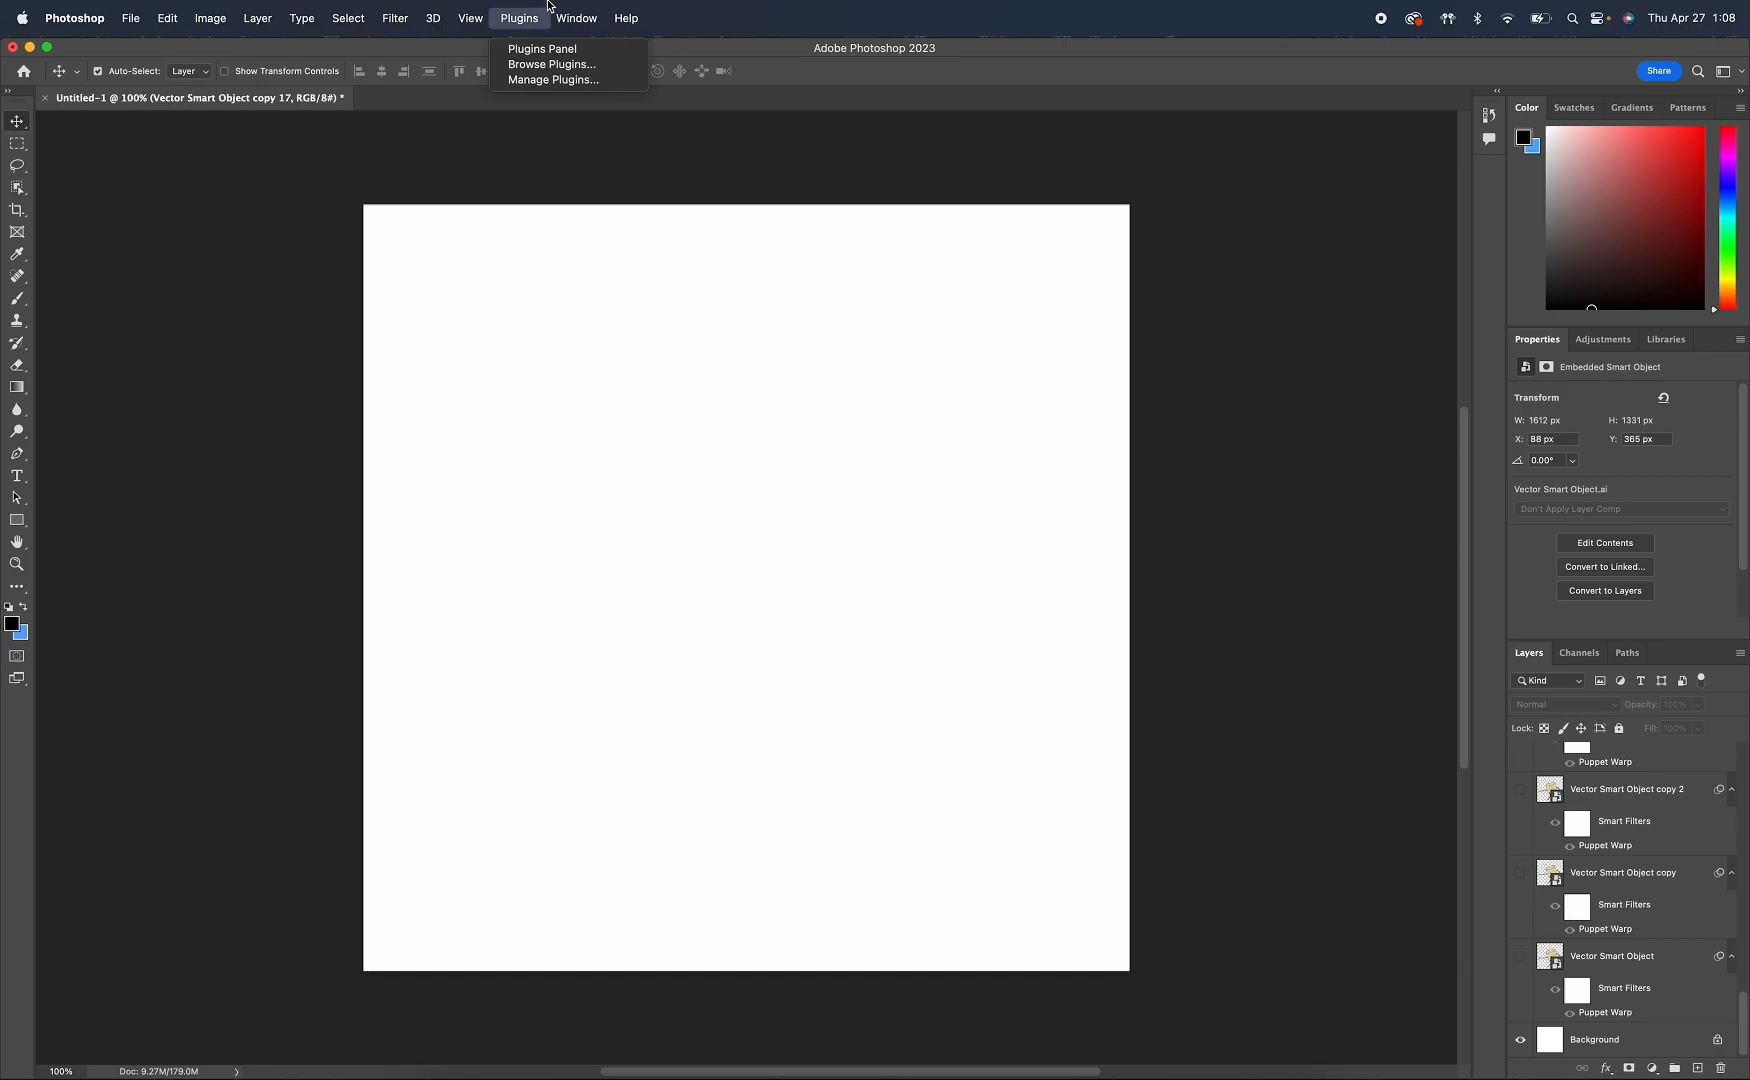 Photoshop File Edit Image Layer Type Select Filter 3D View Plugins Window Help Thu Apr 27 1:08
Adobe Photoshop 2023
Plugins Panel
Browse Plugins...
Manage Plugins...
Auto-Select: Layer Show Transform Controls Share
Untitled-1 @ 100% (Vector Smart Object copy 17, RGB/8#) *
Color Swatches Gradients Patterns
Properties Adjustments Libraries
Embedded Smart Object
Transform
W: 1612 px H: 1331 px
X: 88 px Y: 365 px
0.00°
Vector Smart Object.ai
Don't Apply Layer Comp
Edit Contents
Convert to Linked...
Convert to Layers
Layers Channels Paths
Kind
Normal Opacity: 100%
Lock: Fill: 100%
Puppet Warp
Vector Smart Object copy 2
Smart Filters
Puppet Warp
Vector Smart Object copy
Smart Filters
Puppet Warp
Vector Smart Object
Smart Filters
Puppet Warp
Background
100% Doc: 9.27M/179.0M